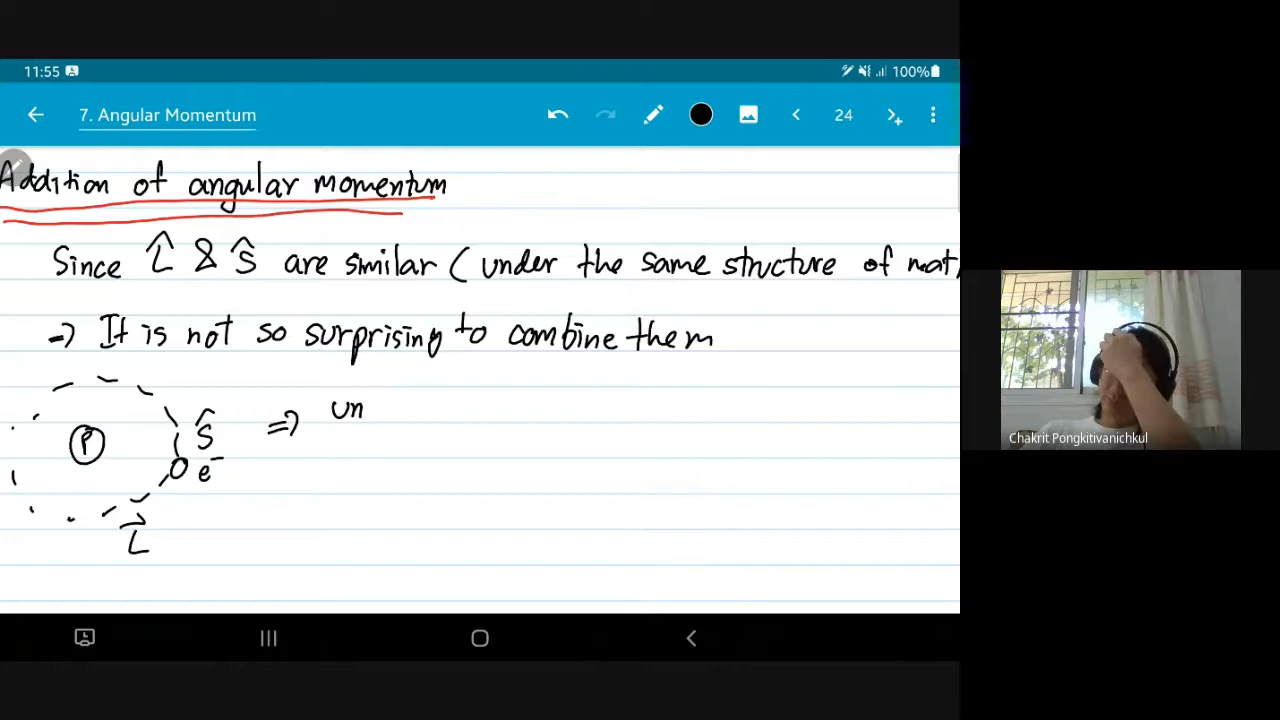 11:55 100%
7. Angular Momentum 24
Addition of angular momentum
Since L̂ & Ŝ are similar (under the same structure of mat
=) It is not so surprising to combine them
P Ŝ e⁻ => un
L⃗
Chakrit Pongkitivanichkul